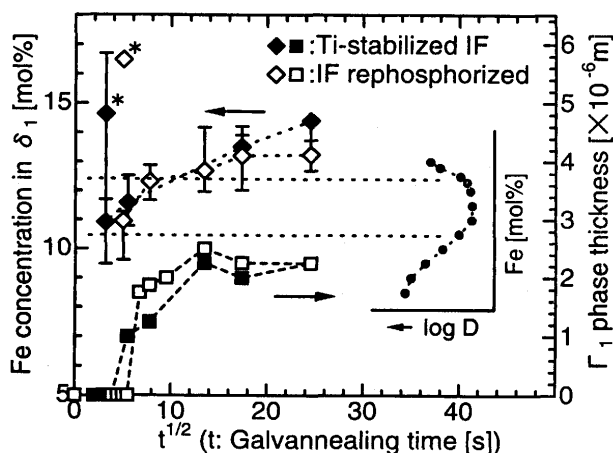 ◆■:Ti-stabilized IF
◇□:IF rephosphorized
*
*
Fe concentration in δ1 [mol%]
15
10
5
6
5
4
3
2
1
0
Γ1 phase thickness [×10⁻⁶m]
Fe [mol%]
← log D
0 10 20 30 40 50
t^1/2 (t: Galvannealing time [s])